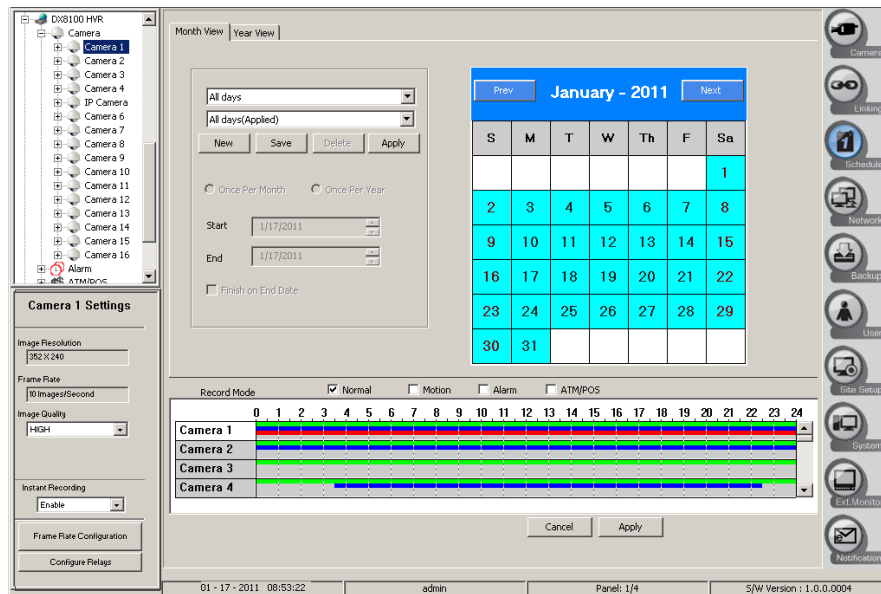 DX8100 HVR
Camera
Camera 1
Camera 2
Camera 3
Camera 4
IP Camera
Camera 6
Camera 7
Camera 8
Camera 9
Camera 10
Camera 11
Camera 12
Camera 13
Camera 14
Camera 15
Camera 16
Alarm
ATM/POS
Camera 1 Settings
Image Resolution
352 X 240
Frame Rate
10 Images/Second
Image Quality
HIGH
Instant Recording
Enable
Frame Rate Configuration
Configure Relays
Month View Year View
All days
All days(Applied)
New Save Delete Apply
Once Per Month Once Per Year
Start 1/17/2011
End 1/17/2011
Finish on End Date
Prev January - 2011 Next
S M T W Th F Sa
1
2 3 4 5 6 7 8
9 10 11 12 13 14 15
16 17 18 19 20 21 22
23 24 25 26 27 28 29
30 31
Record Mode Normal Motion Alarm ATM/POS
0 1 2 3 4 5 6 7 8 9 10 11 12 13 14 15 16 17 18 19 20 21 22 23 24
Camera 1
Camera 2
Camera 3
Camera 4
Cancel Apply
Camera
Linking
1
Schedule
Network
Backup
User
Site Setup
System
Ext.Monito
Notification
01 - 17 - 2011 08:53:22 admin Panel: 1/4 S/W Version : 1.0.0.0004